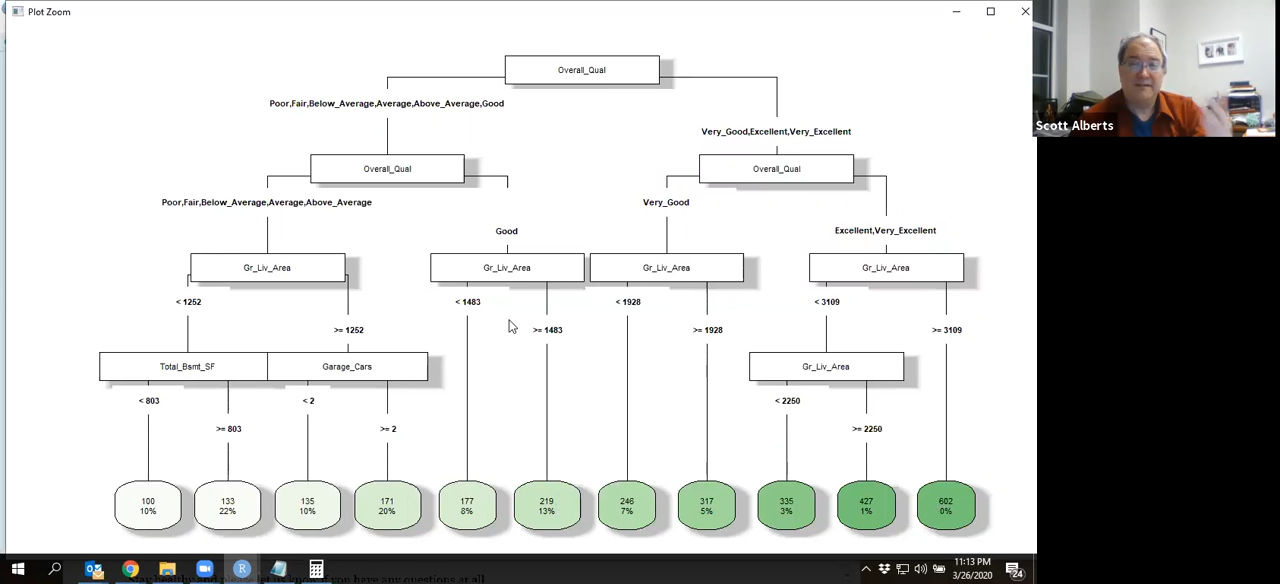 Plot Zoom
Overall_Qual
Poor,Fair,Below_Average,Average,Above_Average,Good
Very_Good,Excellent,Very_Excellent
Overall_Qual
Overall_Qual
Poor,Fair,Below_Average,Average,Above_Average
Very_Good
Good
Excellent,Very_Excellent
Gr_Liv_Area
Gr_Liv_Area
Gr_Liv_Area
Gr_Liv_Area
< 1252
< 1483
< 1928
< 3109
>= 1252
>= 1483
>= 1928
>= 3109
Total_Bsmt_SF
Garage_Cars
Gr_Liv_Area
< 803
< 2
< 2250
>= 803
>= 2
>= 2250
100
10%
133
22%
135
10%
171
20%
177
8%
219
13%
246
7%
317
5%
335
3%
427
1%
602
0%
Scott Alberts
11:13 PM
3/26/2020
24